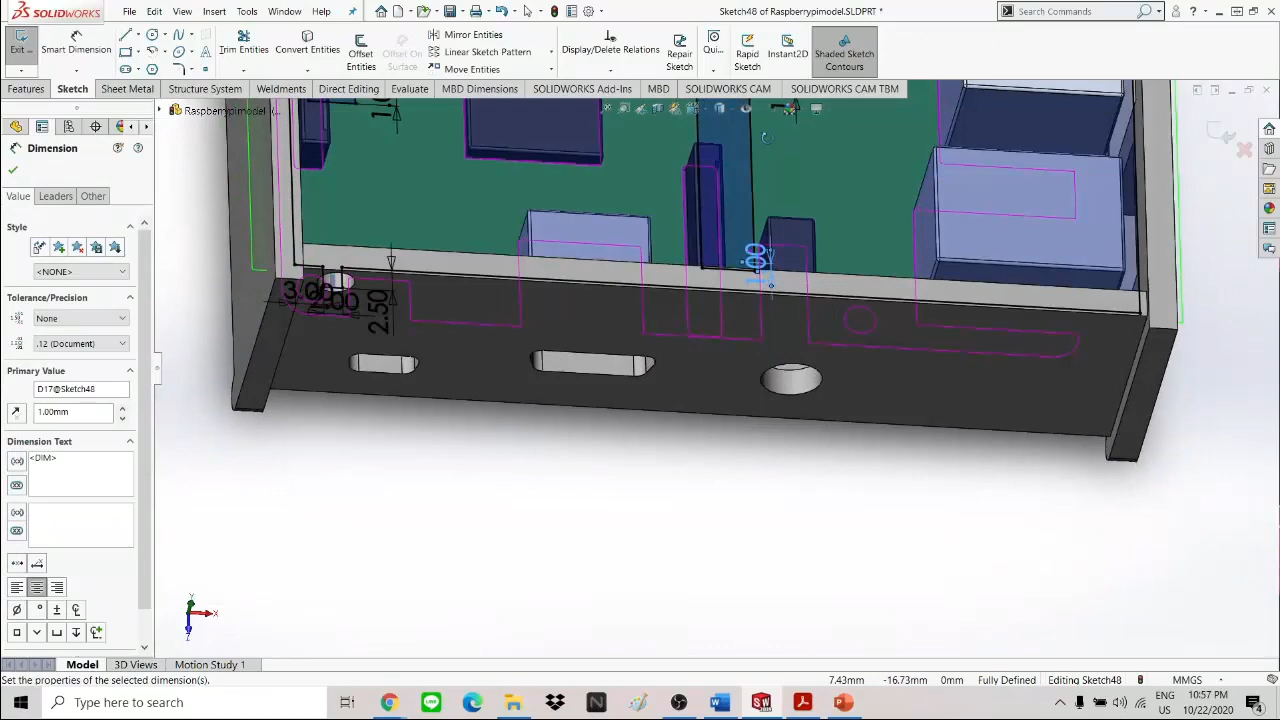 SOLIDWORKS File Edit View Insert Tools Window Help Sketch48 of Raspberrypimodel.SLDPRT * Search Commands
Exit... Smart Dimension Trim Entities Convert Entities Offset Entities Offset On Surface Mirror Entities Linear Sketch Pattern Move Entities Display/Delete Relations Repair Sketch Qui... Rapid Sketch Instant2D Shaded Sketch Contours
Features Sketch Sheet Metal Structure System Weldments Direct Editing Evaluate MBD Dimensions SOLIDWORKS Add-Ins MBD SOLIDWORKS CAM SOLIDWORKS CAM TBM
Raspberrypimodel (...
Dimension
Value Leaders Other
Style
<NONE>
Tolerance/Precision
None
.12 (Document)
Primary Value
D17@Sketch48
1.00mm
Dimension Text
<DIM>
3.00
2.50
Model 3D Views Motion Study 1
Set the properties of the selected dimension(s). 7.43mm -16.73mm 0mm Fully Defined Editing Sketch48 MMGS
Type here to search
ENG
US
10:57 PM
10/22/2020
4